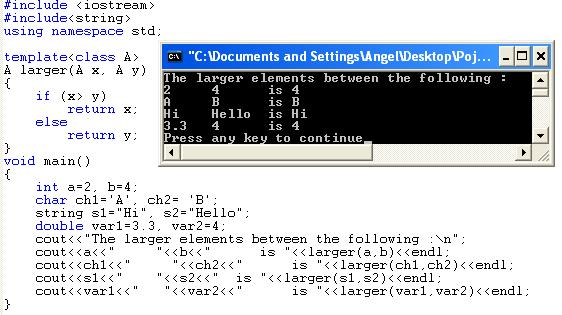 #include <iostream>
#include<string>
using namespace std;
template<class A>
A larger(A x, A y)
{
if (x> y)
return x;
else
return y;
}
void main()
{
int a=2, b=4;
char ch1='A', ch2= 'B';
string s1="Hi", s2="Hello";
double var1=3.3, var2=4;
cout<<"The larger elements between the following :\n";
cout<<a<<"      "<<b<<"      is "<<larger(a,b)<<endl;
cout<<ch1<<"      "<<ch2<<"      is "<<larger(ch1,ch2)<<endl;
cout<<s1<<"     "<<s2<<"  is "<<larger(s1,s2)<<endl;
cout<<var1<<"   "<<var2<<"      is "<<larger(var1,var2)<<endl;
}
"C:\Documents and Settings\Angel\Desktop\Poj...
The larger elements between the following :
2      4      is 4
A      B      is B
Hi     Hello  is Hi
3.3    4      is 4
Press any key to continue_